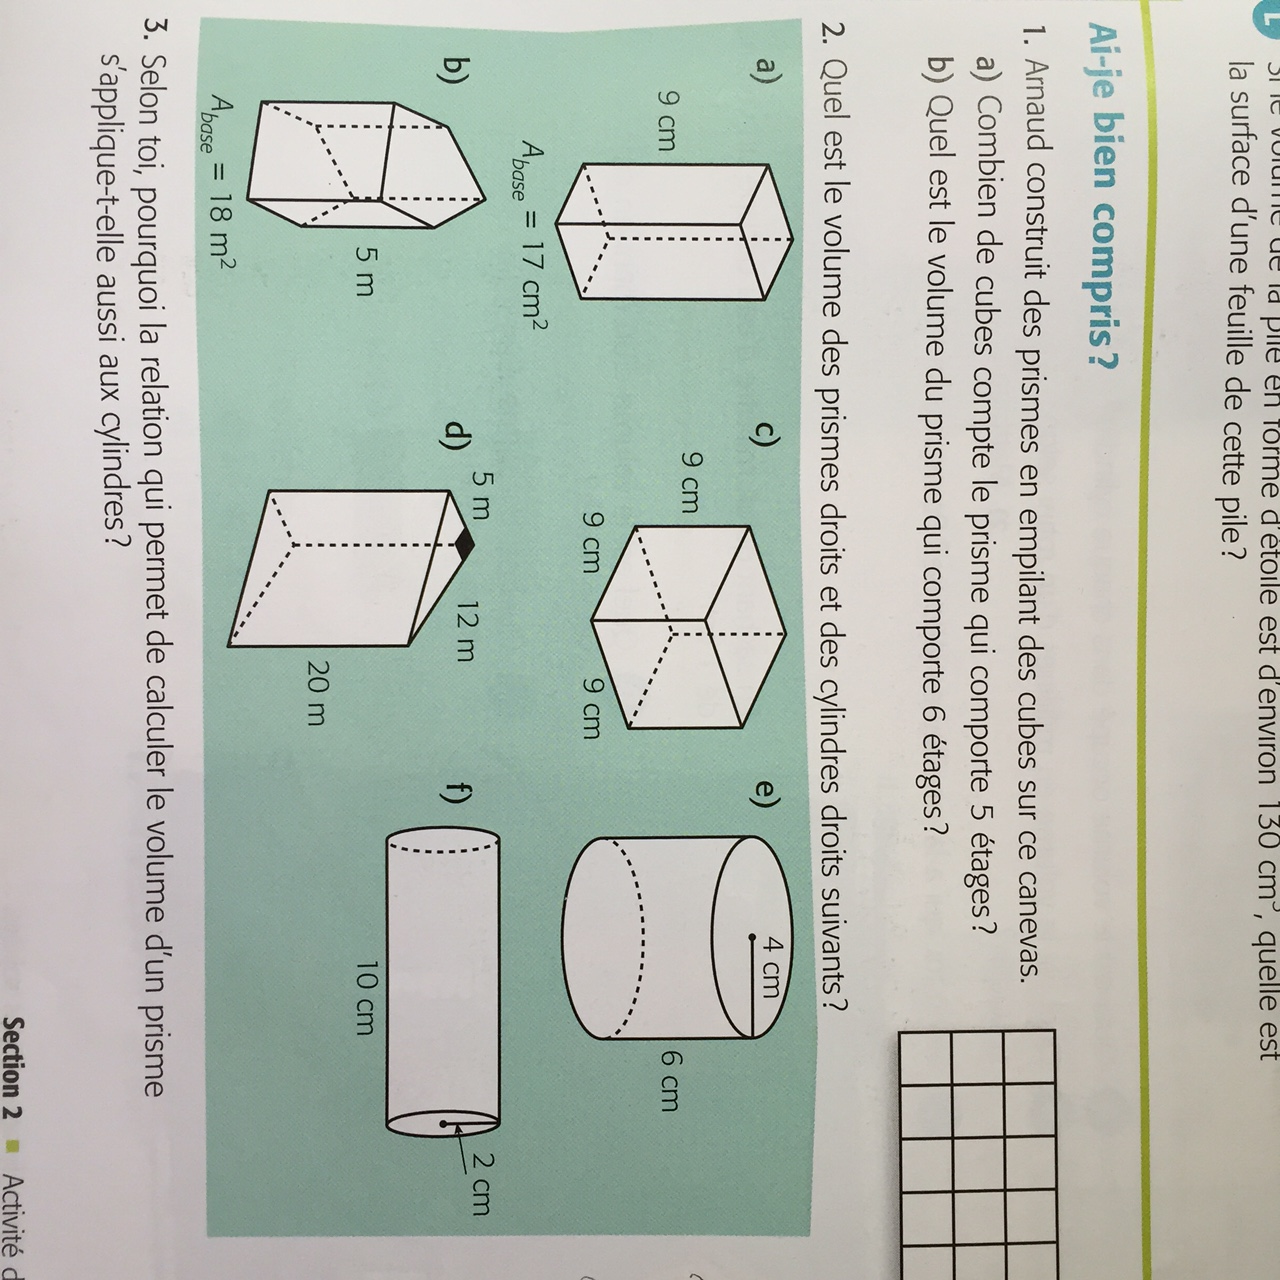 la surface d'une feuille de cette pile?
Ai-je bien compris?
1. Arnaud construit des prismes en empilant des cubes sur ce canevas.
a) Combien de cubes compte le prisme qui comporte 5 étages?
b) Quel est le volume du prisme qui comporte 6 étages?
2. Quel est le volume des prismes droits et des cylindres droits suivants?
a)
9 cm
A_base = 17 cm²
c)
9 cm
9 cm
9 cm
e)
4 cm
6 cm
b)
5 m
A_base = 18 m²
d)
5 m
12 m
20 m
f)
2 cm
10 cm
3. Selon toi, pourquoi la relation qui permet de calculer le volume d'un prisme
s'applique-t-elle aussi aux cylindres?
Section 2 ■ Activité